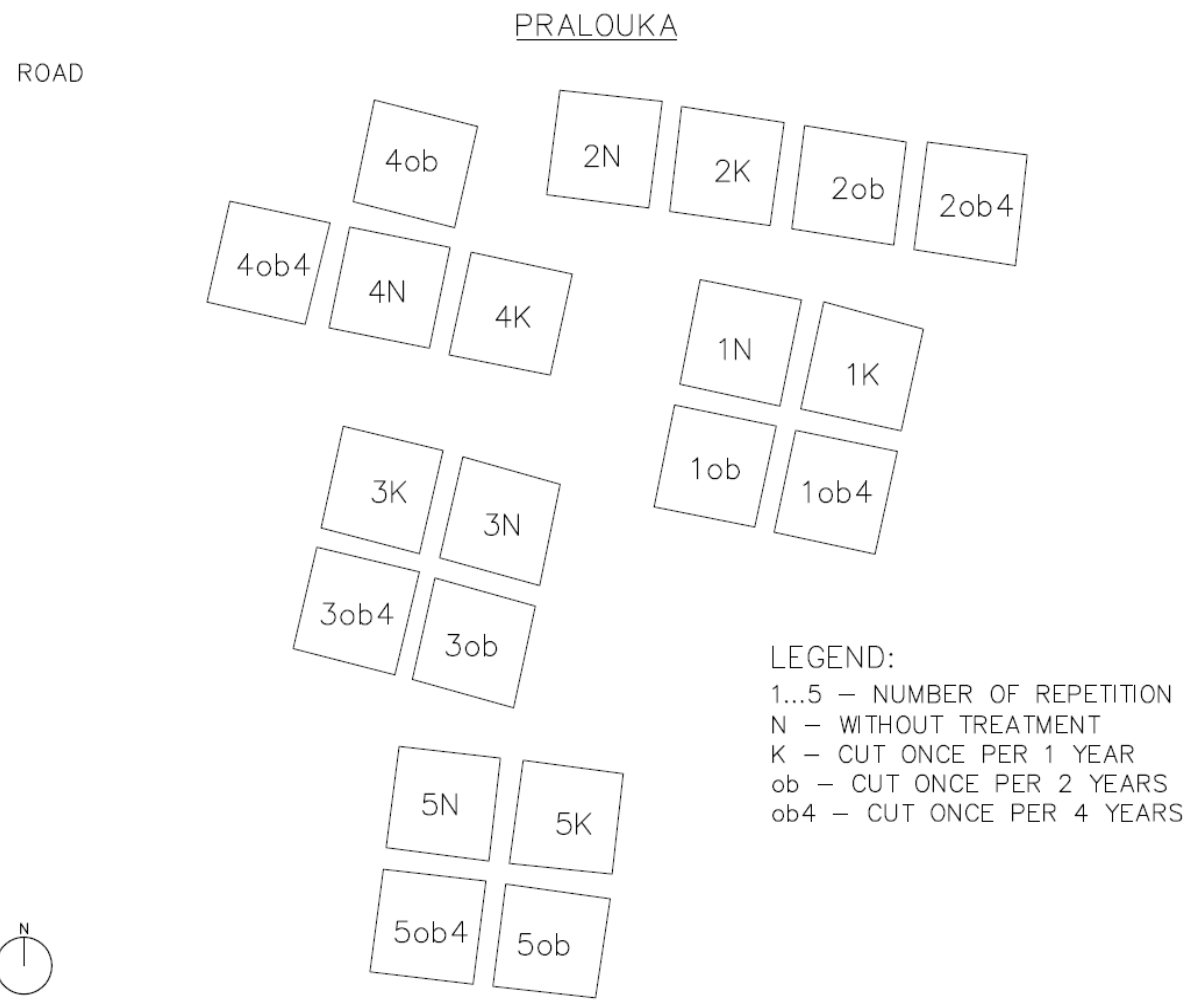 PRALOUKA
ROAD
4ob
2N
2K
2ob
2ob4
4ob4
4N
4K
1N
1K
1ob
1ob4
3K
3N
3ob4
3ob
LEGEND:
1...5 – NUMBER OF REPETITION
N – WITHOUT TREATMENT
K – CUT ONCE PER 1 YEAR
ob – CUT ONCE PER 2 YEARS
ob4 – CUT ONCE PER 4 YEARS
5N
5K
5ob4
5ob
N